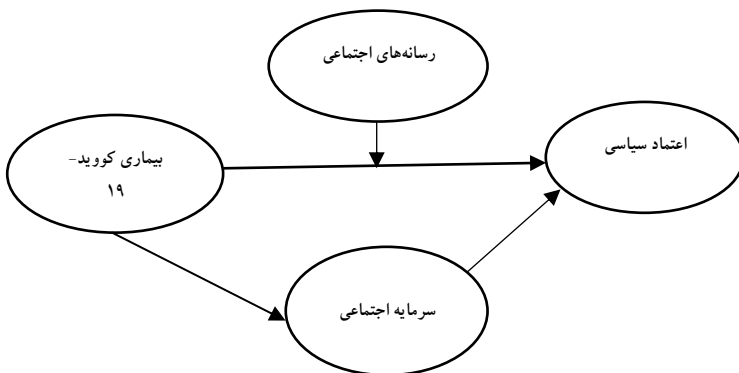 رسانه‌های اجتماعی
اعتماد سیاسی
بیماری کووید-
۱۹
سرمایه اجتماعی